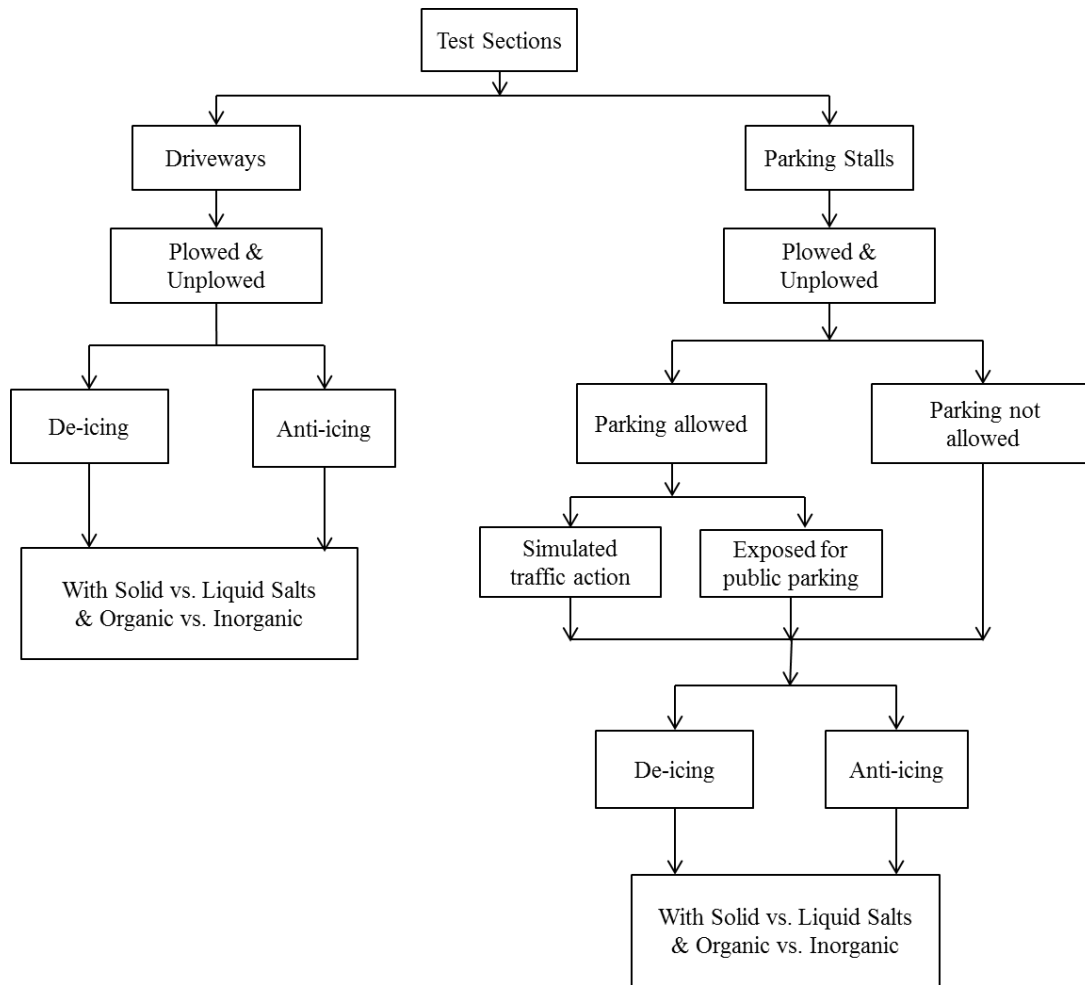 Test Sections
Driveways
Parking Stalls
Plowed &
Unplowed
Plowed &
Unplowed
De-icing
Anti-icing
Parking allowed
Parking not
allowed
Simulated
traffic action
Exposed for
public parking
With Solid vs. Liquid Salts
& Organic vs. Inorganic
De-icing
Anti-icing
With Solid vs. Liquid Salts
& Organic vs. Inorganic